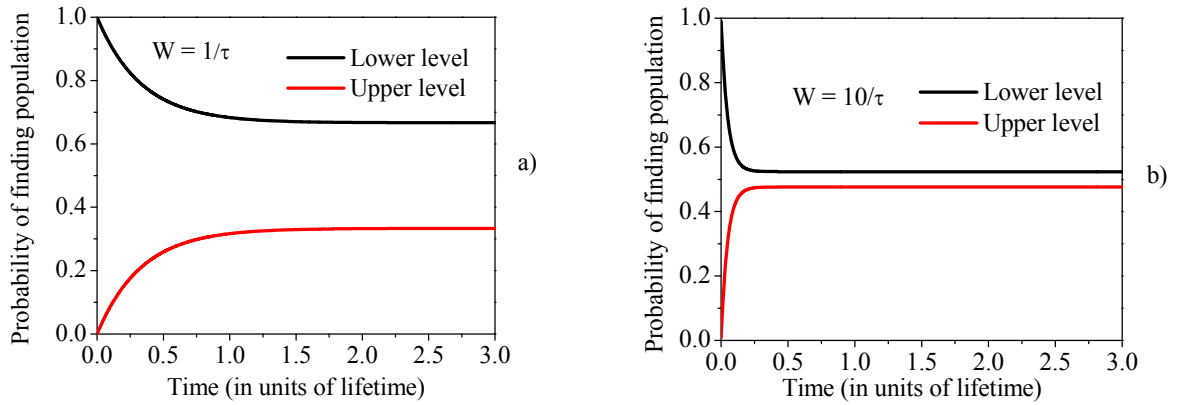 Probability of finding population
1.0
0.8
0.6
0.4
0.2
0.0
W = 1/τ
Lower level
Upper level
0.0 0.5 1.0 1.5 2.0 2.5 3.0
Time (in units of lifetime)
a)
Probability of finding population
1.0
0.8
0.6
0.4
0.2
0.0
W = 10/τ
Lower level
Upper level
0.0 0.5 1.0 1.5 2.0 2.5 3.0
Time (in units of lifetime)
b)